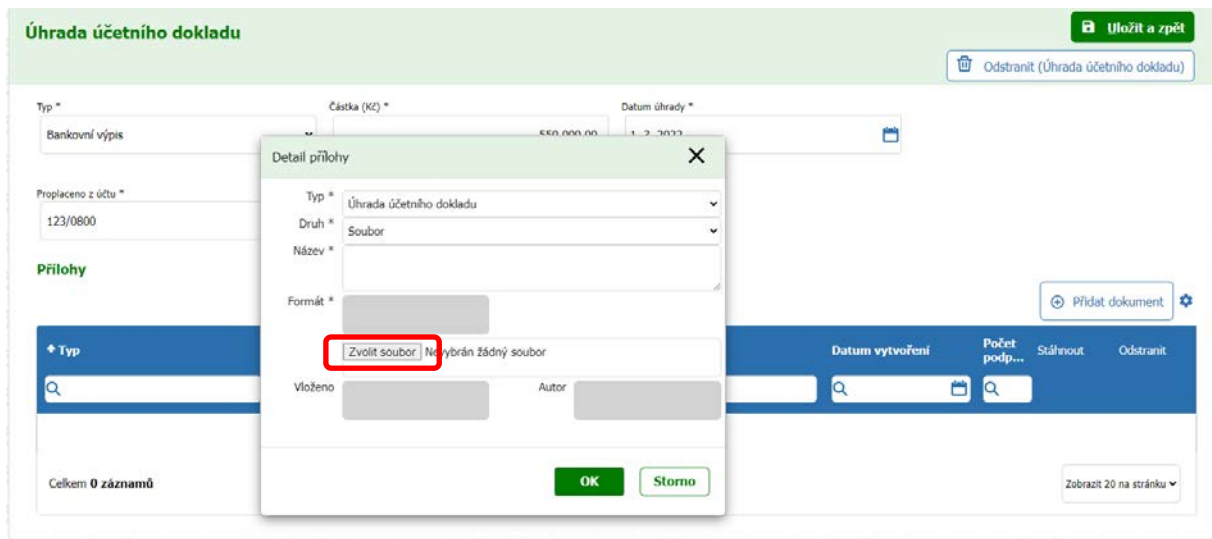 Úhrada účetního dokladu
Uložit a zpět
Odstranit (Úhrada účetního dokladu)
Typ *
Částka (Kč) *
Datum úhrady *
Bankovní výpis
550 000,00
Detail přílohy
Typ *
Úhrada účetního dokladu
Druh *
Soubor
Název *
Formát *
Zvolit soubor Nevybrán žádný soubor
Vloženo
Autor
OK
Storno
Proplaceno z účtu *
123/0800
Přílohy
Přidat dokument
Typ
Datum vytvoření
Počet
podp...
Stáhnout
Odstranit
Celkem 0 záznamů
Zobrazit 20 na stránku